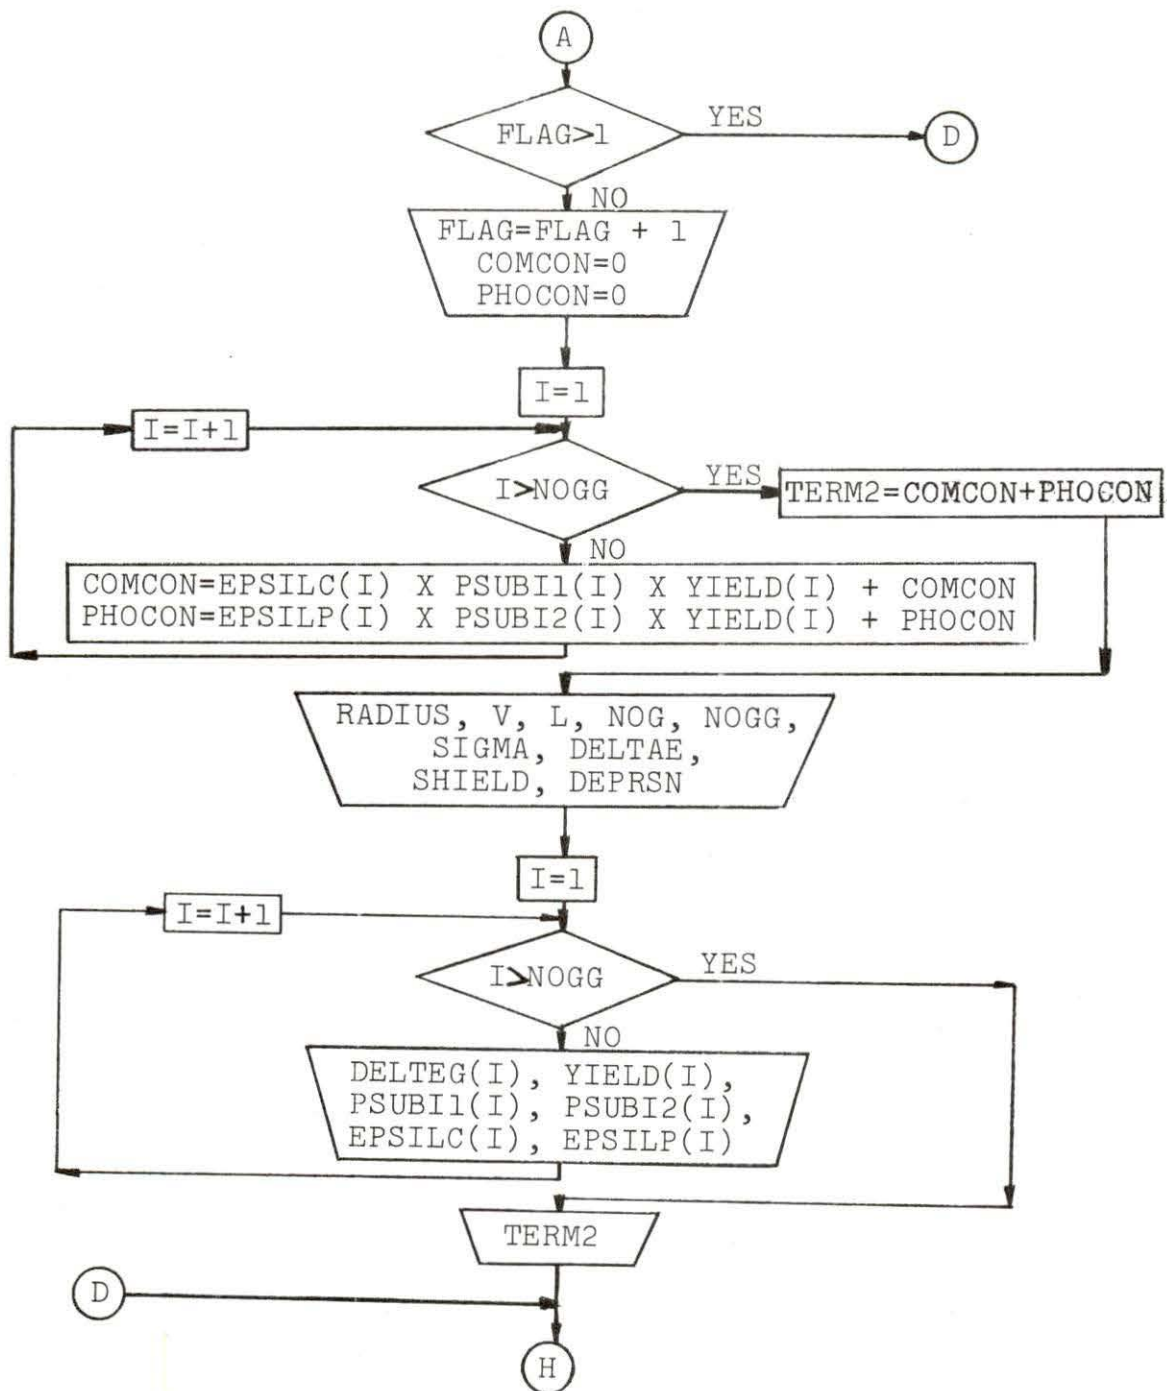 A
FLAG>1
YES
D
NO
FLAG=FLAG + 1
COMCON=0
PHOCON=0
I=1
I=I+1
I>NOGG
YES
TERM2=COMCON+PHOCON
NO
COMCON=EPSILC(I) X PSUBI1(I) X YIELD(I) + COMCON
PHOCON=EPSILP(I) X PSUBI2(I) X YIELD(I) + PHOCON
RADIUS, V, L, NOG, NOGG,
SIGMA, DELTAE,
SHIELD, DEPRSN
I=1
I=I+1
I>NOGG
YES
NO
DELTEG(I), YIELD(I),
PSUBI1(I), PSUBI2(I),
EPSILC(I), EPSILP(I)
TERM2
D
H